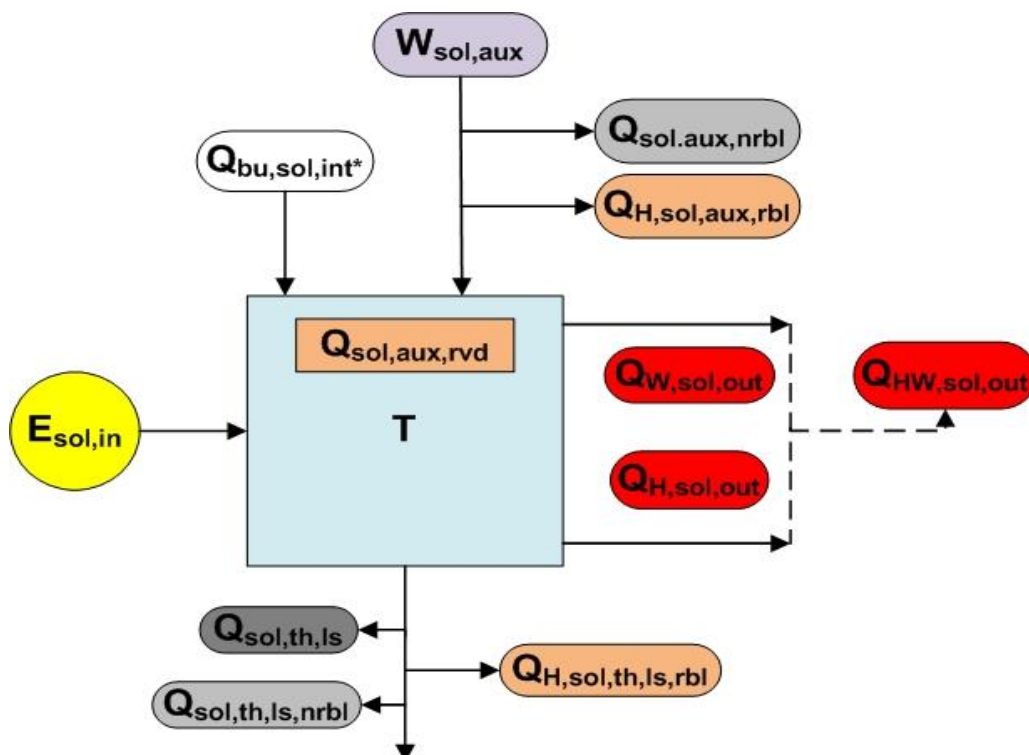 Wsol,aux
Qsol.aux,nrbl
Qbu,sol,int*
QH,sol,aux,rbl
Qsol,aux,rvd
QW,sol,out
QHW,sol,out
Esol,in
T
QH,sol,out
Qsol,th,ls
QH,sol,th,ls,rbl
Qsol,th,ls,nrbl